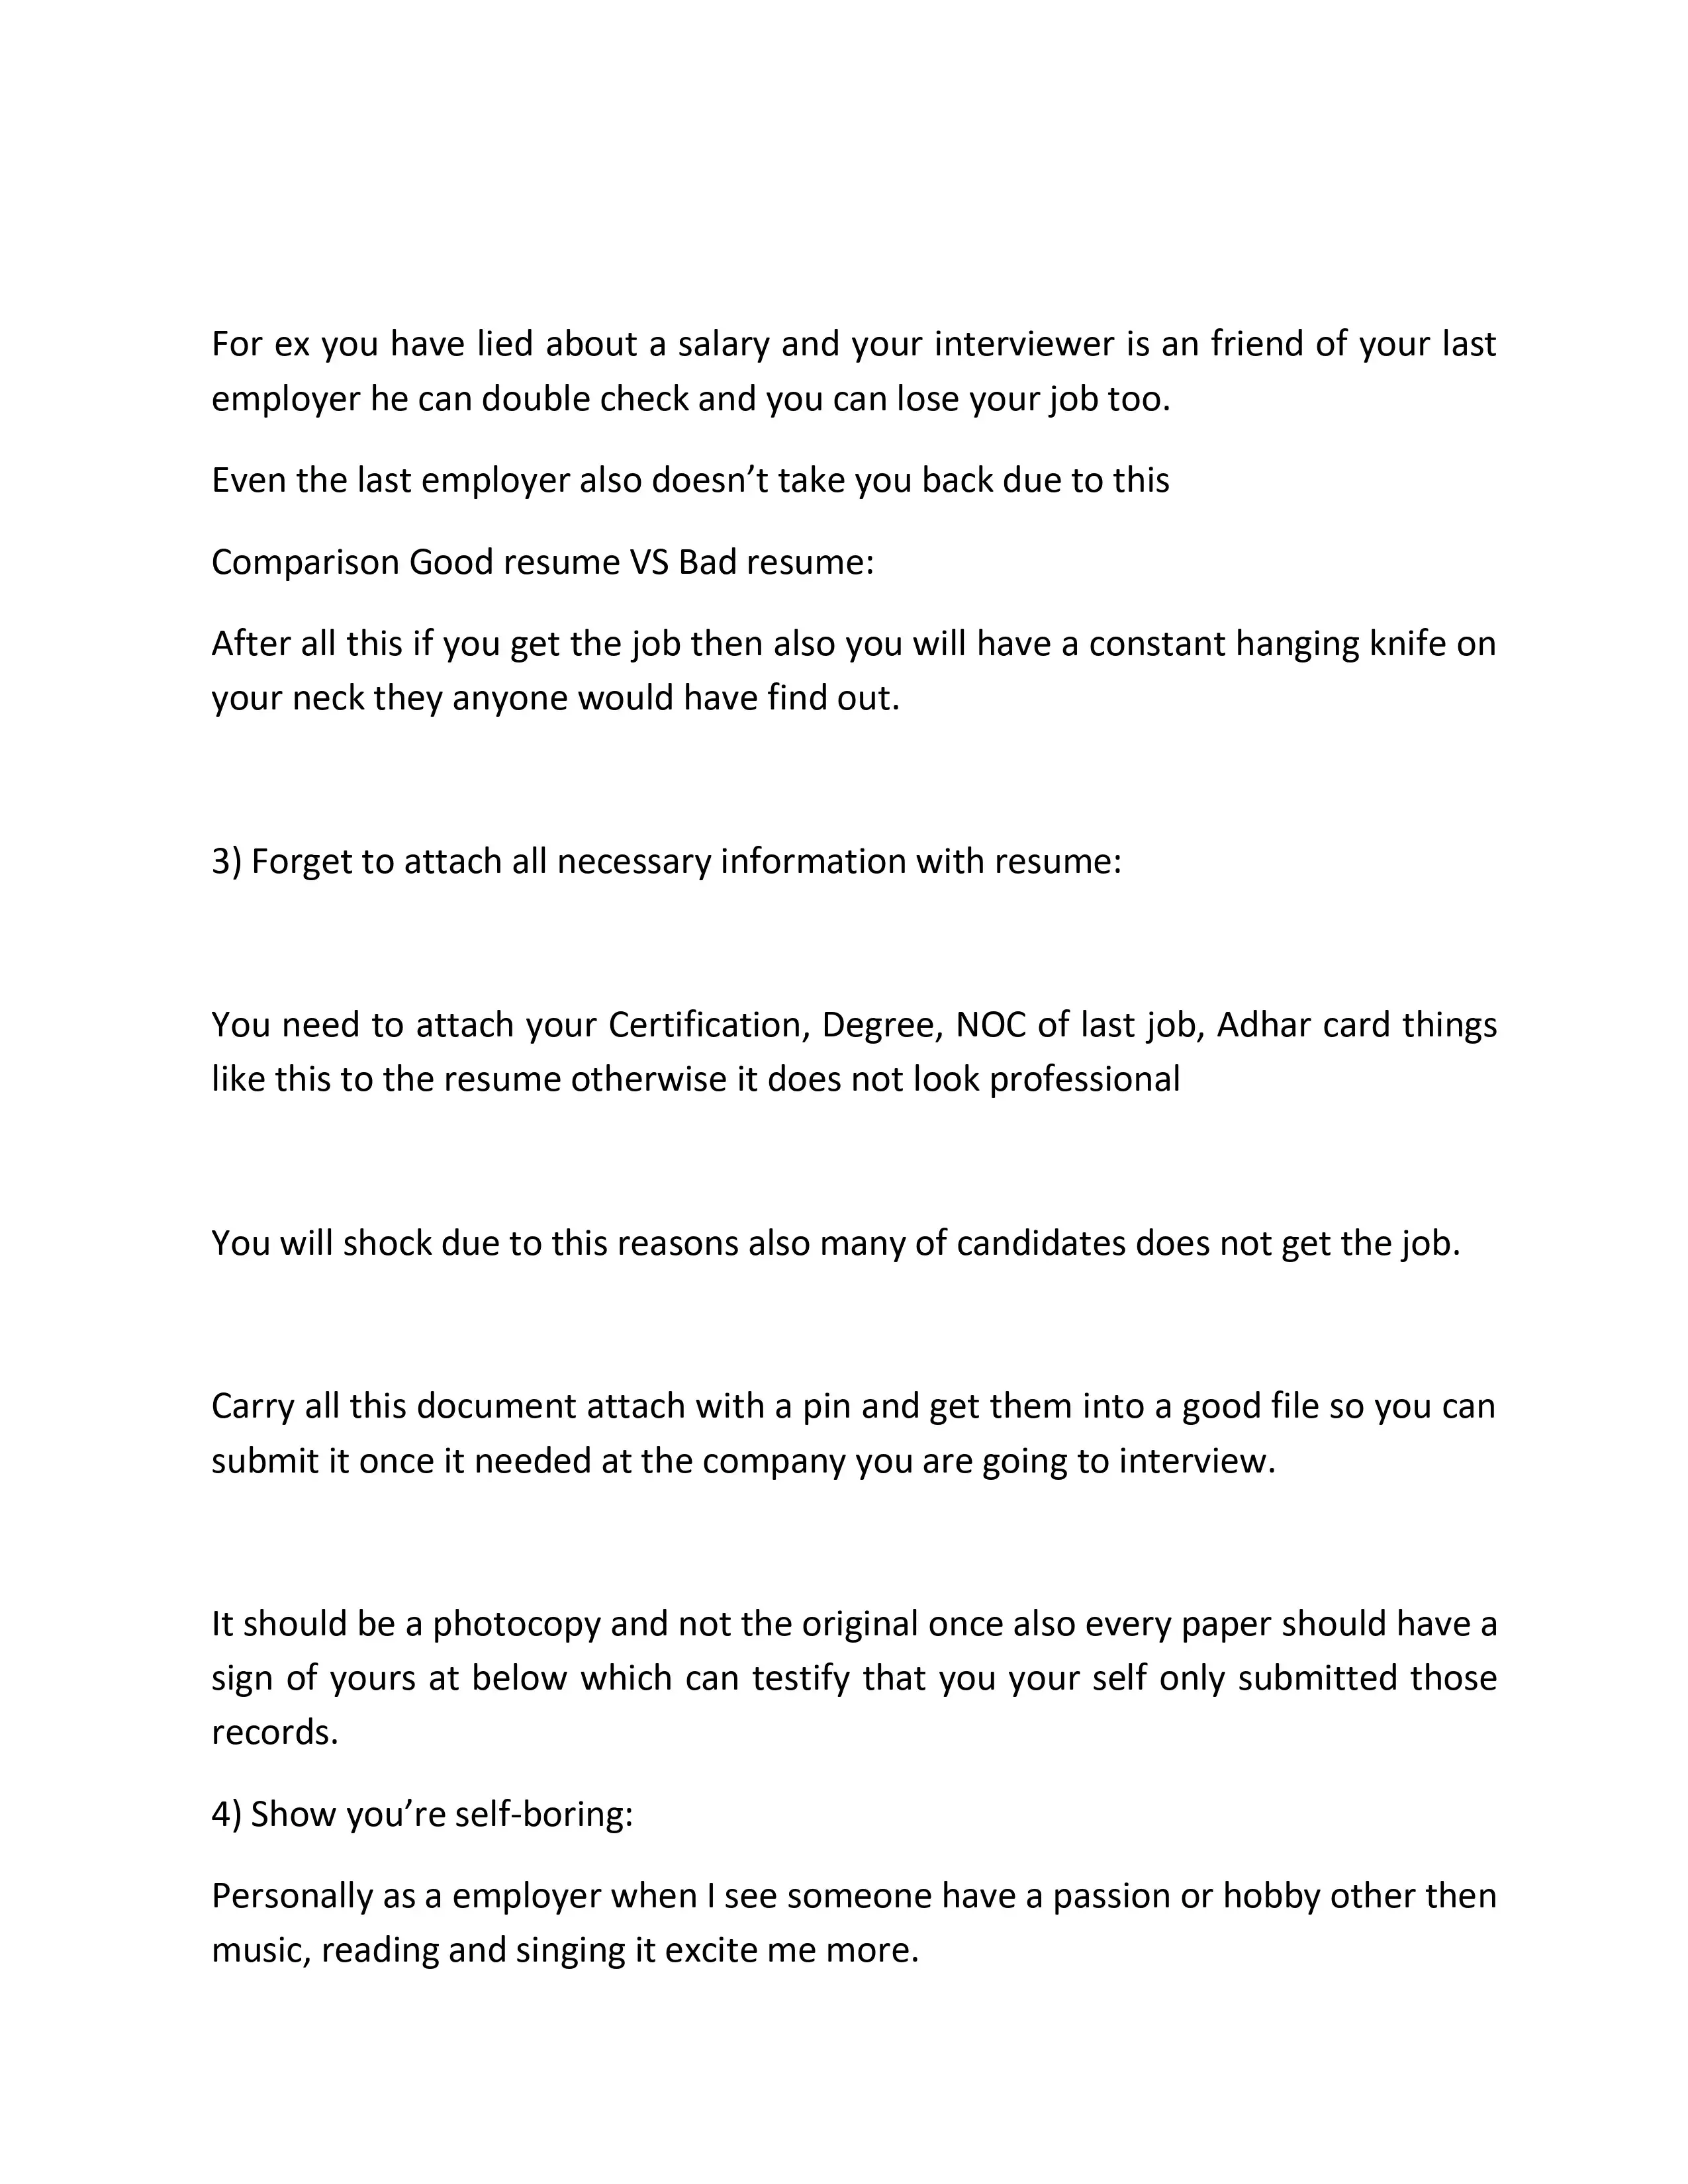 For ex you have lied about a salary and your interviewer is an friend of your last
employer he can double check and you can lose your job too.
Even the last employer also doesn’t take you back due to this
Comparison Good resume VS Bad resume:
After all this if you get the job then also you will have a constant hanging knife on
your neck they anyone would have find out.
3) Forget to attach all necessary information with resume:
You need to attach your Certification, Degree, NOC of last job, Adhar card things
like this to the resume otherwise it does not look professional
You will shock due to this reasons also many of candidates does not get the job.
Carry all this document attach with a pin and get them into a good file so you can
submit it once it needed at the company you are going to interview.
It should be a photocopy and not the original once also every paper should have a
sign of yours at below which can testify that you your self only submitted those
records.
4) Show you’re self-boring:
Personally as a employer when I see someone have a passion or hobby other then
music, reading and singing it excite me more.